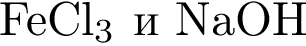 FeCl₃ и NaOH